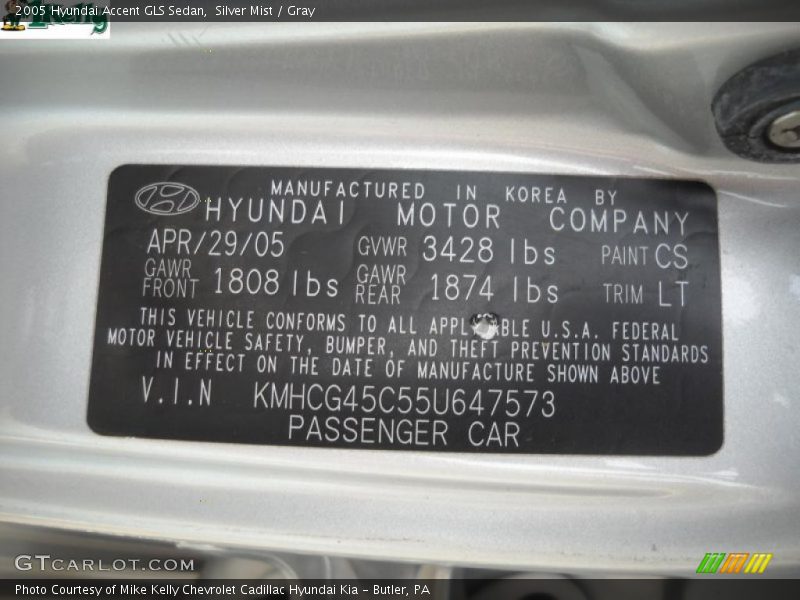 2005 Hyundai Accent GLS Sedan,  Silver Mist / Gray
MANUFACTURED IN KOREA BY
HYUNDAI MOTOR COMPANY
APR/29/05 GVWR 3428 lbs PAINT CS
GAWR FRONT 1808 lbs GAWR REAR 1874 lbs TRIM LT
THIS VEHICLE CONFORMS TO ALL U.S.A. FEDERAL
MOTOR VEHICLE SAFETY, BUMPER, AND THEFT PREVENTION STANDARDS
IN EFFECT ON THE DATE OF MANUFACTURE SHOWN ABOVE
V.I.N KMHCG45C55U647573
PASSENGER CAR
GTCARLOT.COM
Photo Courtesy of Mike Kelly Chevrolet Cadillac Hyundai Kia – Butler, PA